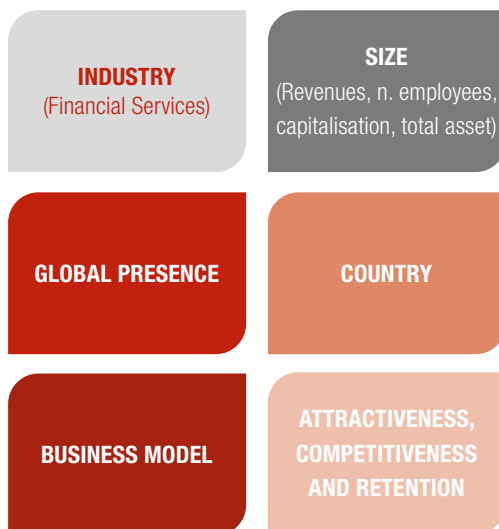 INDUSTRY
(Financial Services)
SIZE
(Revenues, n. employees,
capitalisation, total asset)
GLOBAL PRESENCE
COUNTRY
BUSINESS MODEL
ATTRACTIVENESS,
COMPETITIVENESS
AND RETENTION